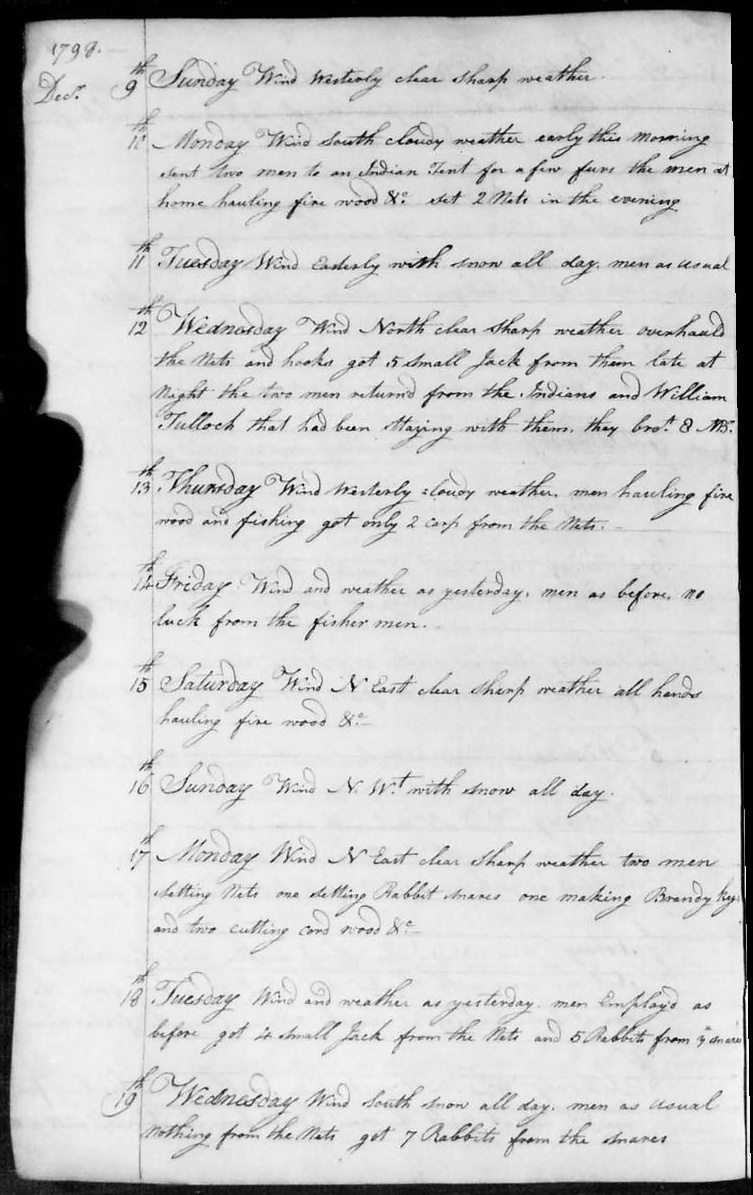 1798.
Decr. 9th Sunday Wind Westerly clear sharp weather.
10th Monday Wind South cloudy weather early this morning
sent two men to an Indian Tent for a few furs the men at
home hauling fire wood &c. set 2 Nets in the evening
11th Tuesday Wind Easterly with snow all day. men as usual
12th Wednesday Wind North clear sharp weather overhauld
the Nets and hooks got 5 small Jack from them late at
Night the two men returnd from the Indians and William
Tulloch that had been Staying with them. they brot. 8 MB.
13th Thursday Wind Westerly cloudy weather. men hauling fire
wood and fishing got only 2 carp from the Nets. -
14th Friday Wind and weather as yesterday. men as before. no
luck from the fisher men.
15th Saturday Wind N East clear sharp weather all hands
hauling fire wood &c. -
16th Sunday Wind N. Wt. with snow all day.
17th Monday Wind N East clear sharp weather two men
setting Nets one setting Rabbit snares one making Brandy kegs
and two cutting cord wood &c. -
18th Tuesday Wind and weather as yesterday. men Employd as
before got 4 small Jack from the Nets and 5 Rabbits from ye snares
19th Wednesday Wind South snow all day. men as usual
nothing from the Nets got 7 Rabbits from the snares